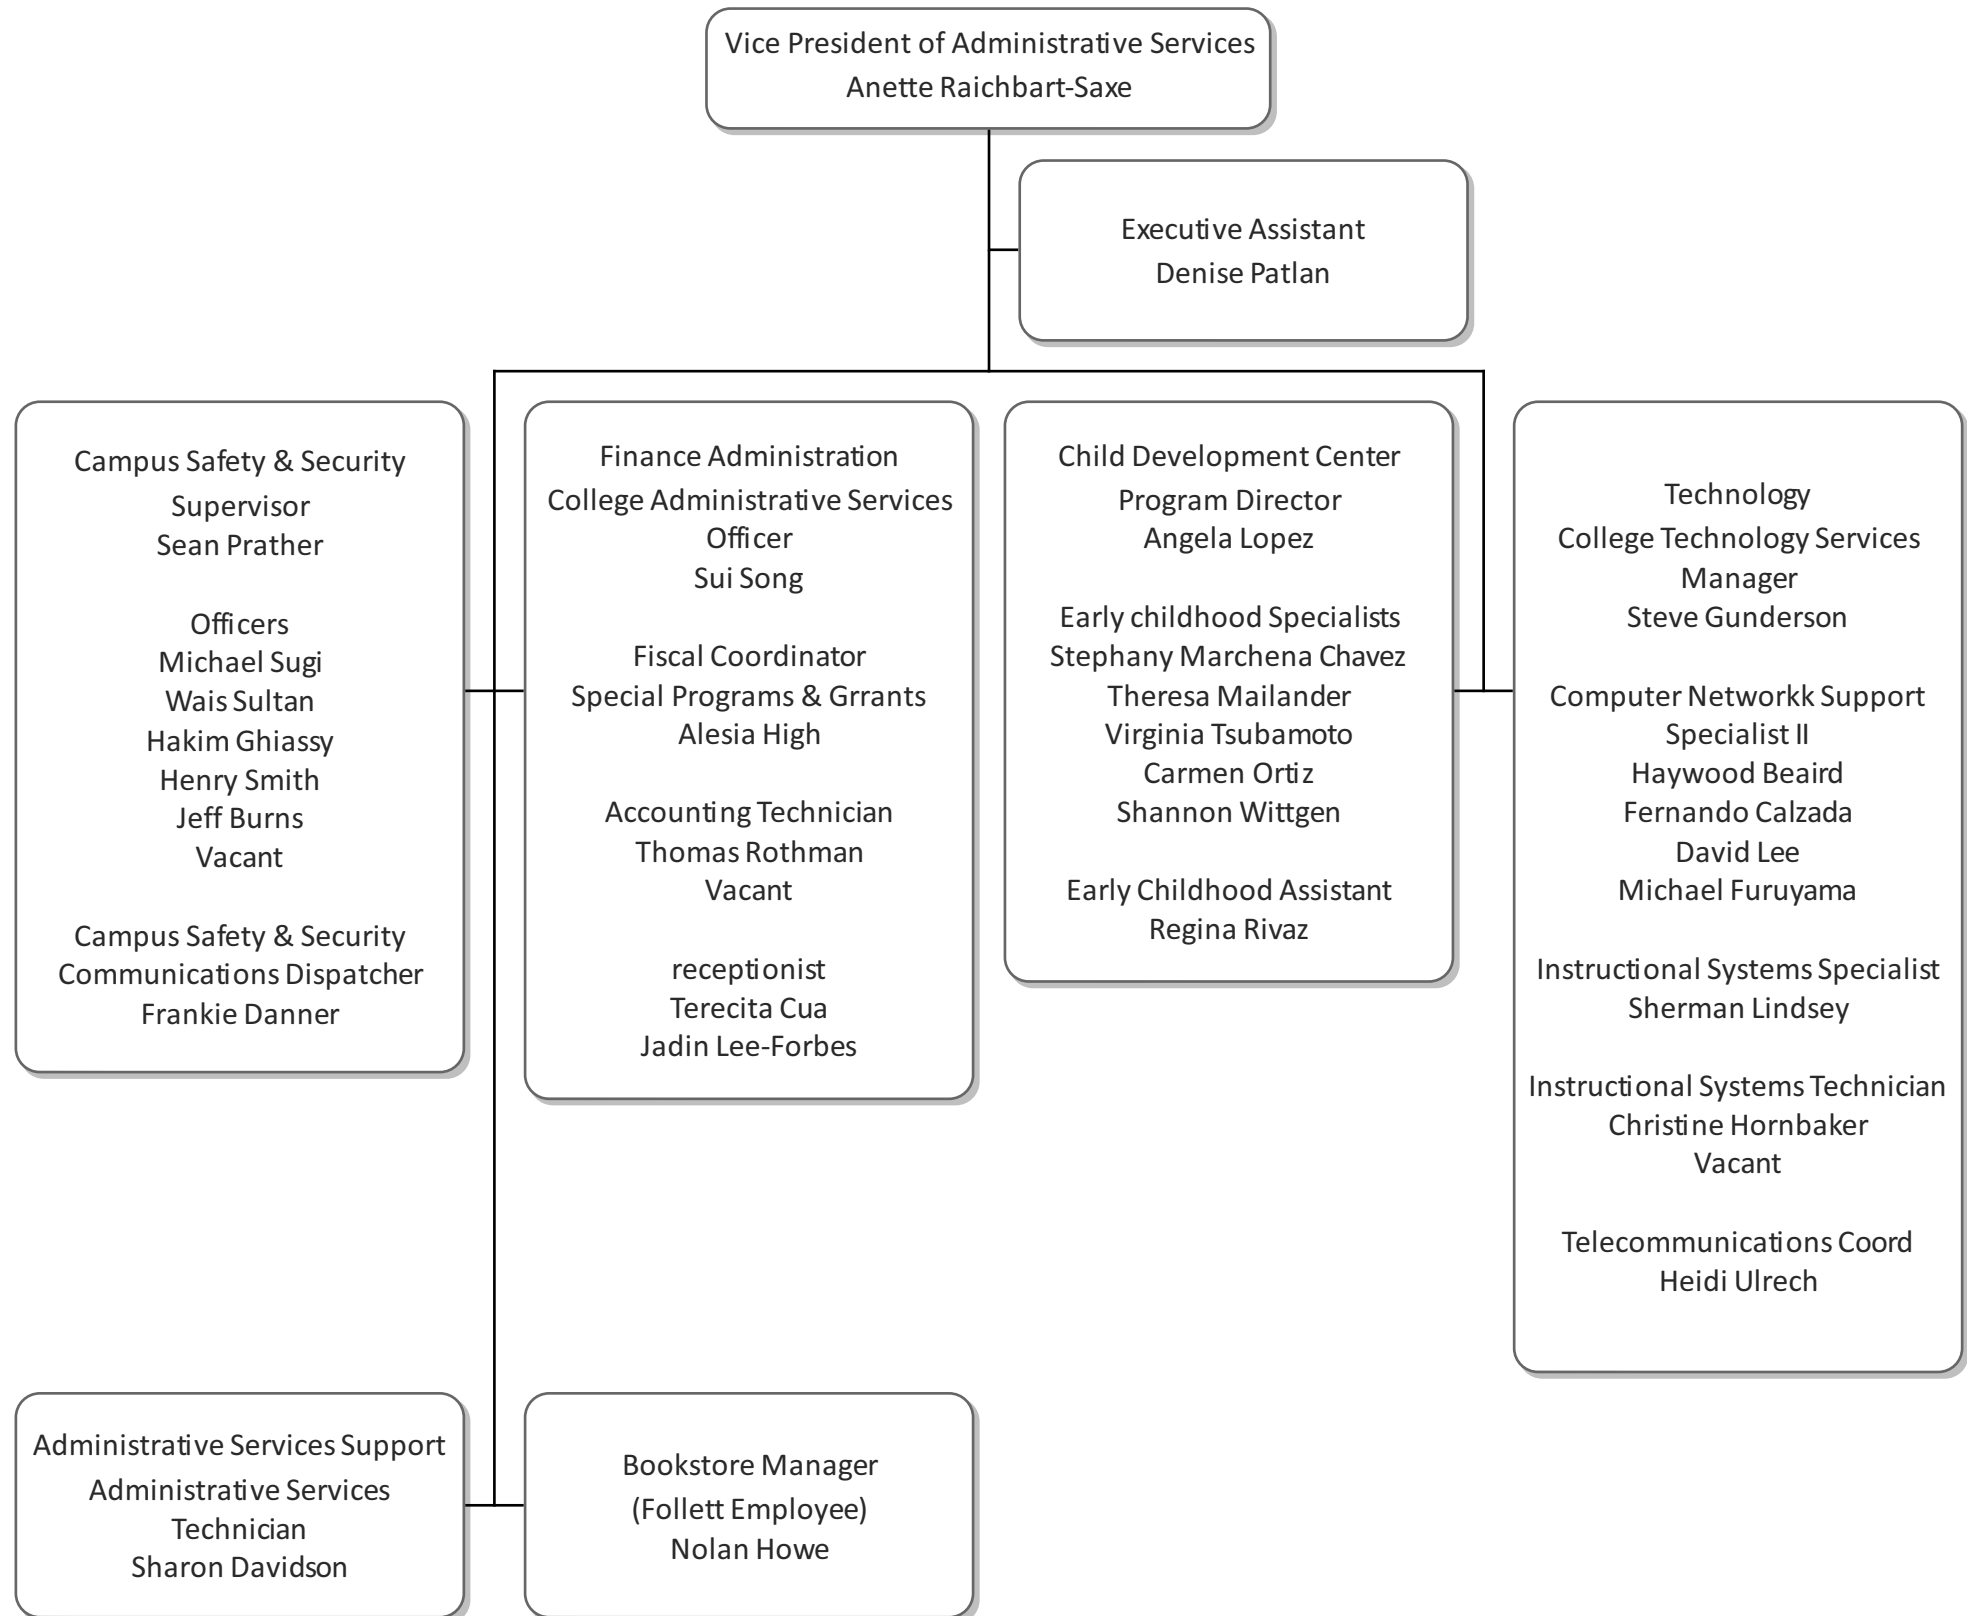 Vice President of Administrative Services
Anette Raichbart-Saxe
Executive Assistant
Denise Patlan
Campus Safety & Security
Supervisor
Sean Prather
Officers
Michael Sugi
Wais Sultan
Hakim Ghiassy
Henry Smith
Jeff Burns
Vacant
Campus Safety & Security
Communications Dispatcher
Frankie Danner
Finance Administration
College Administrative Services
Officer
Sui Song
Fiscal Coordinator
Special Programs & Grrants
Alesia High
Accounting Technician
Thomas Rothman
Vacant
receptionist
Terecita Cua
Jadin Lee-Forbes
Child Development Center
Program Director
Angela Lopez
Early childhood Specialists
Stephany Marchena Chavez
Theresa Mailander
Virginia Tsubamoto
Carmen Ortiz
Shannon Wittgen
Early Childhood Assistant
Regina Rivaz
Technology
College Technology Services
Manager
Steve Gunderson
Computer Networkk Support
Specialist II
Haywood Beaird
Fernando Calzada
David Lee
Michael Furuyama
Instructional Systems Specialist
Sherman Lindsey
Instructional Systems Technician
Christine Hornbaker
Vacant
Telecommunications Coord
Heidi Ulrech
Administrative Services Support
Administrative Services
Technician
Sharon Davidson
Bookstore Manager
(Follett Employee)
Nolan Howe